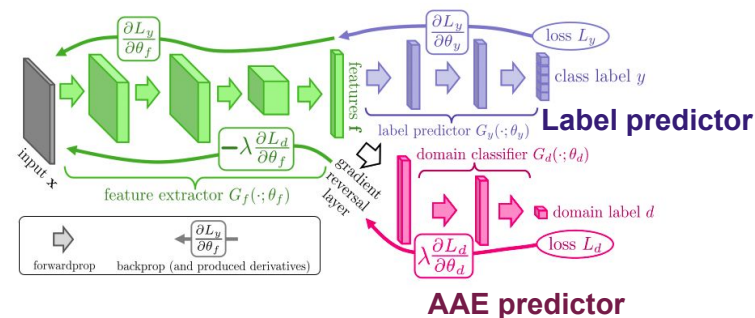 ∂L_y/∂θ_f
∂L_y/∂θ_y
loss L_y
features f
class label y
label predictor G_y(·;θ_y)
Label predictor
input x
−λ ∂L_d/∂θ_f
feature extractor G_f(·;θ_f)
gradient reversal layer
domain classifier G_d(·;θ_d)
domain label d
forwardprop
∂L_y/∂θ_f
backprop (and produced derivatives)
λ ∂L_d/∂θ_d
loss L_d
AAE predictor